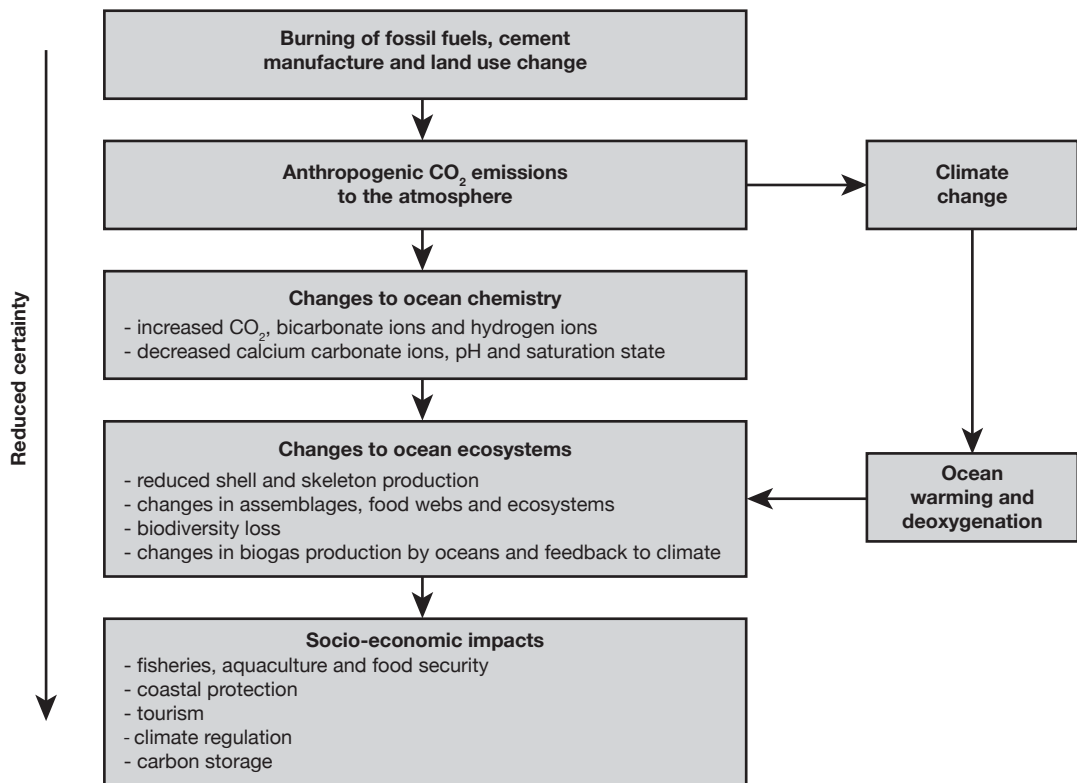 Burning of fossil fuels, cement
manufacture and land use change
Anthropogenic CO₂ emissions
to the atmosphere
Climate
change
Changes to ocean chemistry
- increased CO₂, bicarbonate ions and hydrogen ions
- decreased calcium carbonate ions, pH and saturation state
Reduced certainty
Changes to ocean ecosystems
- reduced shell and skeleton production
- changes in assemblages, food webs and ecosystems
- biodiversity loss
- changes in biogas production by oceans and feedback to climate
Ocean
warming and
deoxygenation
Socio-economic impacts
- fisheries, aquaculture and food security
- coastal protection
- tourism
- climate regulation
- carbon storage